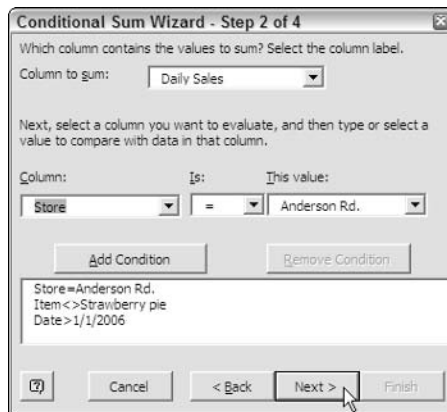 Conditional Sum Wizard - Step 2 of 4
Which column contains the values to sum? Select the column label.
Column to sum: Daily Sales
Next, select a column you want to evaluate, and then type or select a
value to compare with data in that column.
Column: Is: This value:
Store = Anderson Rd.
Add Condition Remove Condition
Store=Anderson Rd.
Item<>Strawberry pie
Date>1/1/2006
Cancel < Back Next > Finish